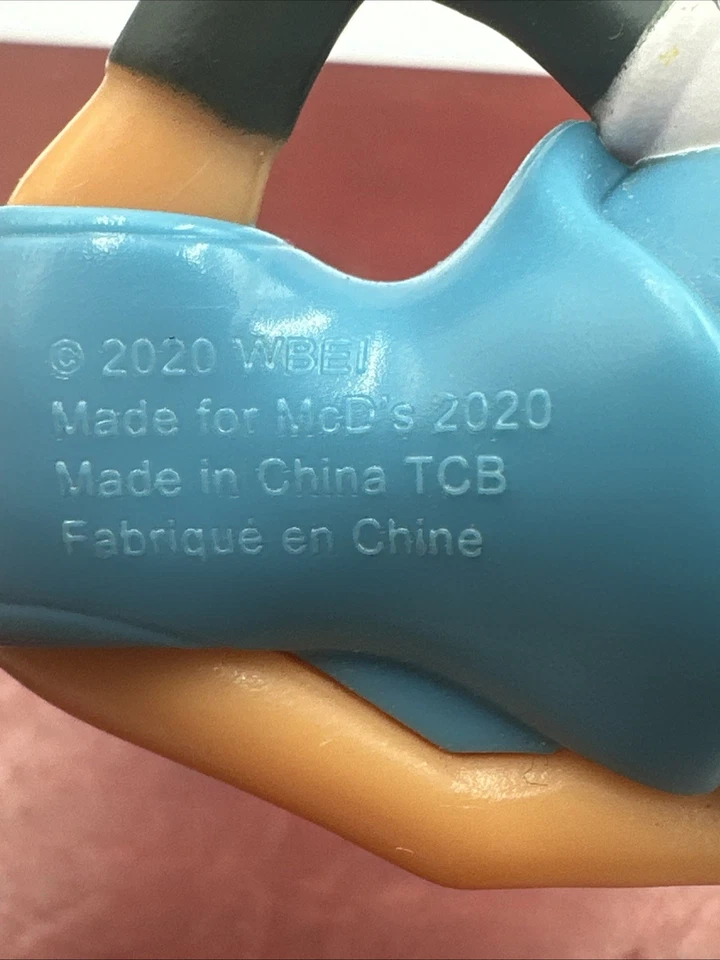 © 2020 WBEI
Made for McD's 2020
Made in China TCB
Fabriqué en Chine